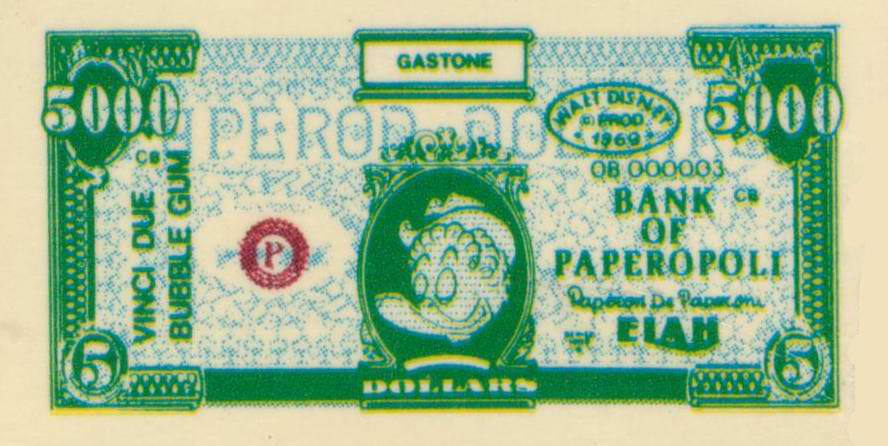 GASTONE
5000
5000
WALT DISNEY
© PROD
1969
CB
QB 000003
BANK
OF
PAPEROPOLI
CB
VINCI DUE
BUBBLE GUM
P
Paperon De Paperoni
ELAH
5
DOLLARS
5